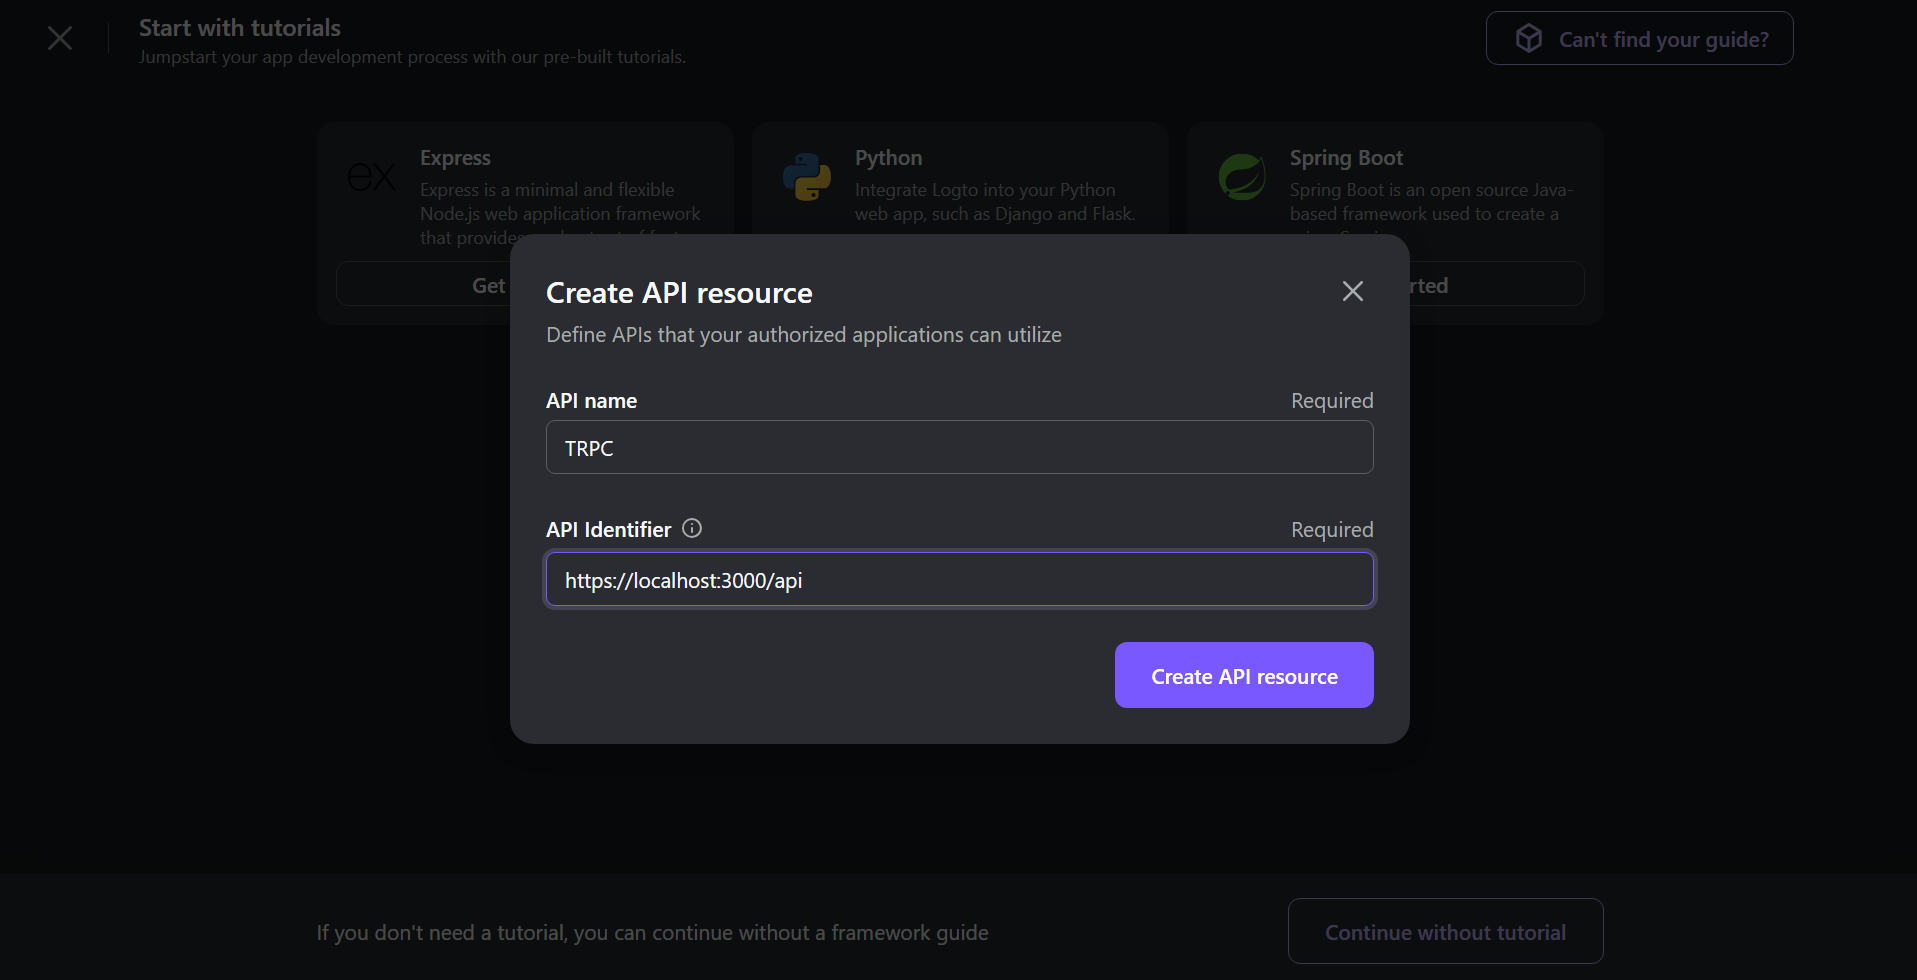 Start with tutorials
Jumpstart your app development process with our pre-built tutorials.
Can't find your guide?
ex
Express
Express is a minimal and flexible
Node.js web application framework
that provides
Get
Python
Integrate Logto into your Python
web app, such as Django and Flask.
Spring Boot
Spring Boot is an open source Java-
based framework used to create a
rted
Create API resource
Define APIs that your authorized applications can utilize
API name
Required
TRPC
API Identifier
Required
https://localhost:3000/api
Create API resource
If you don't need a tutorial, you can continue without a framework guide
Continue without tutorial